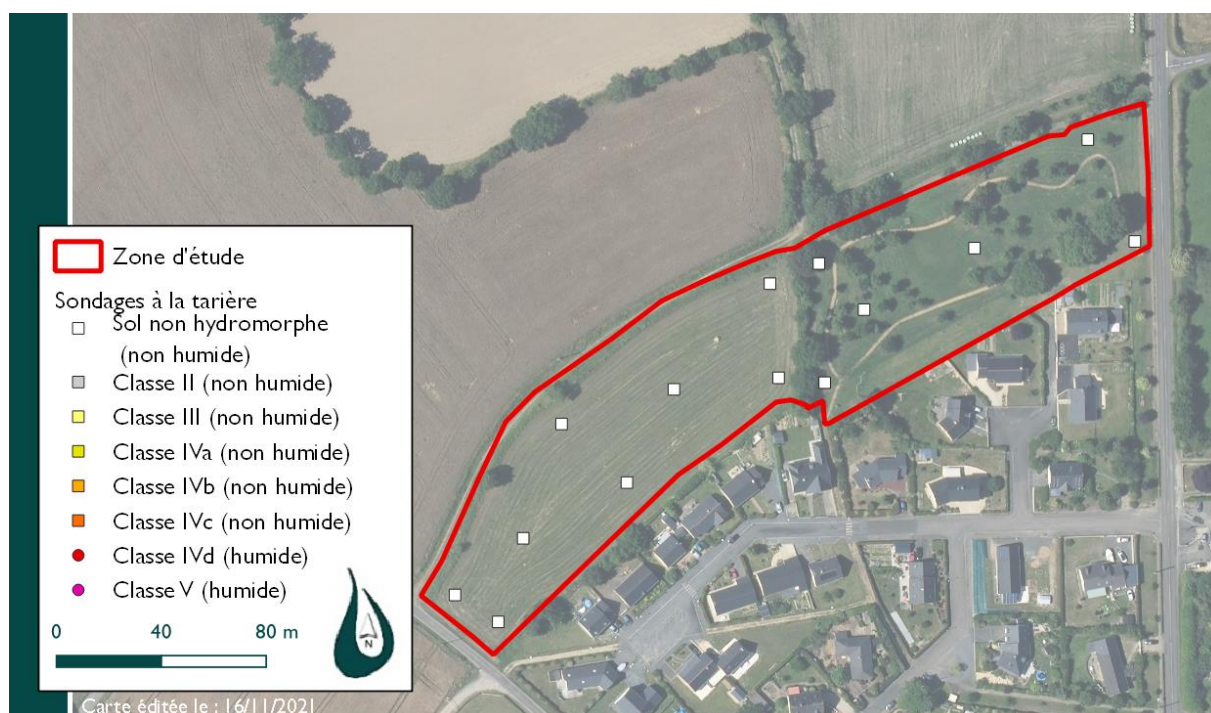 Zone d'étude
Sondages à la tarière
Sol non hydromorphe
(non humide)
Classe II (non humide)
Classe III (non humide)
Classe IVa (non humide)
Classe IVb (non humide)
Classe IVc (non humide)
Classe IVd (humide)
Classe V (humide)
N
0 40 80 m
Carte éditée le : 16/11/2021